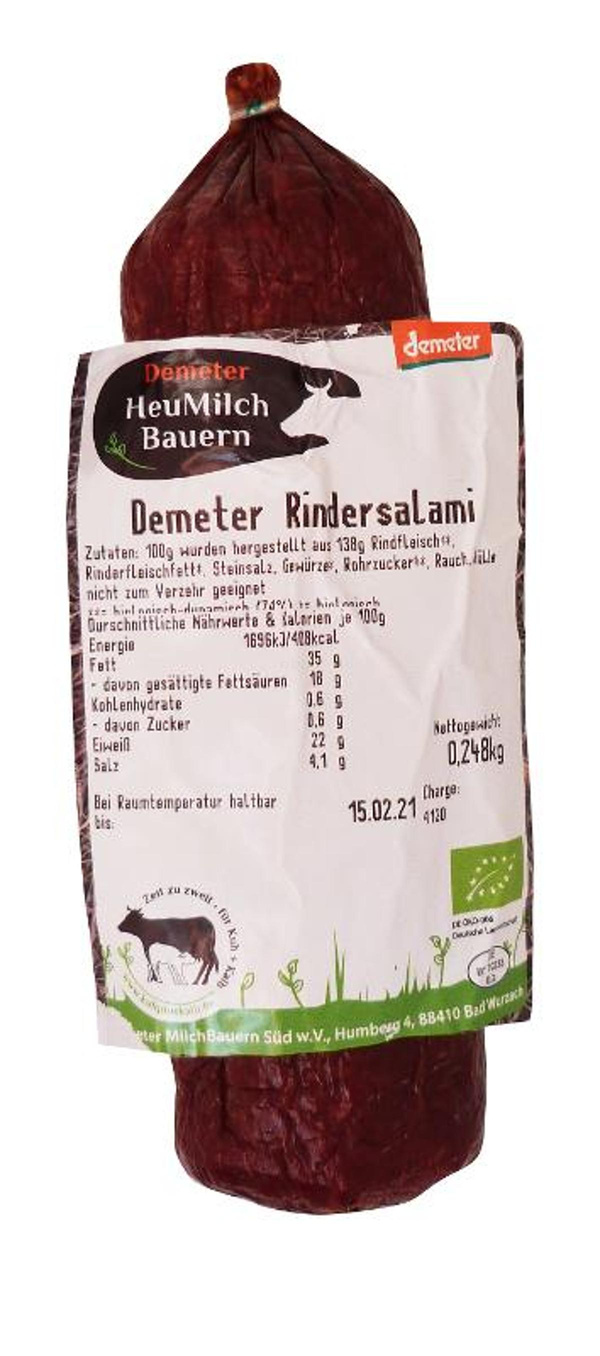 demeter
Demeter
HeuMilch
Bauern
Demeter Rindersalami
Zutaten: 100g wurden hergestellt aus 138g Rindfleisch**,
Rinderfleischfett*, Steinsalz, Gewürze*, Rohrzucker**, Rauch,
nicht zum Verzehr geeignet
Durschnittliche Nährwerte & Kalorien je 100g
Energie 1696kJ/408kcal
Fett 35 g
- davon gesättigte Fettsäuren 18 g
Kohlenhydrate 0,6 g
- davon Zucker 0,6 g
Eiweiß 22 g
Salz 4,1 g
Nettogewicht
0,248kg
Bei Raumtemperatur haltbar
bis:
15.02.21
Charge:
4120
Zeit zu zweit - für Kuh + Kalb
MilchBauern Süd w.V., Humberg 4, 88410 Bad Wurzach